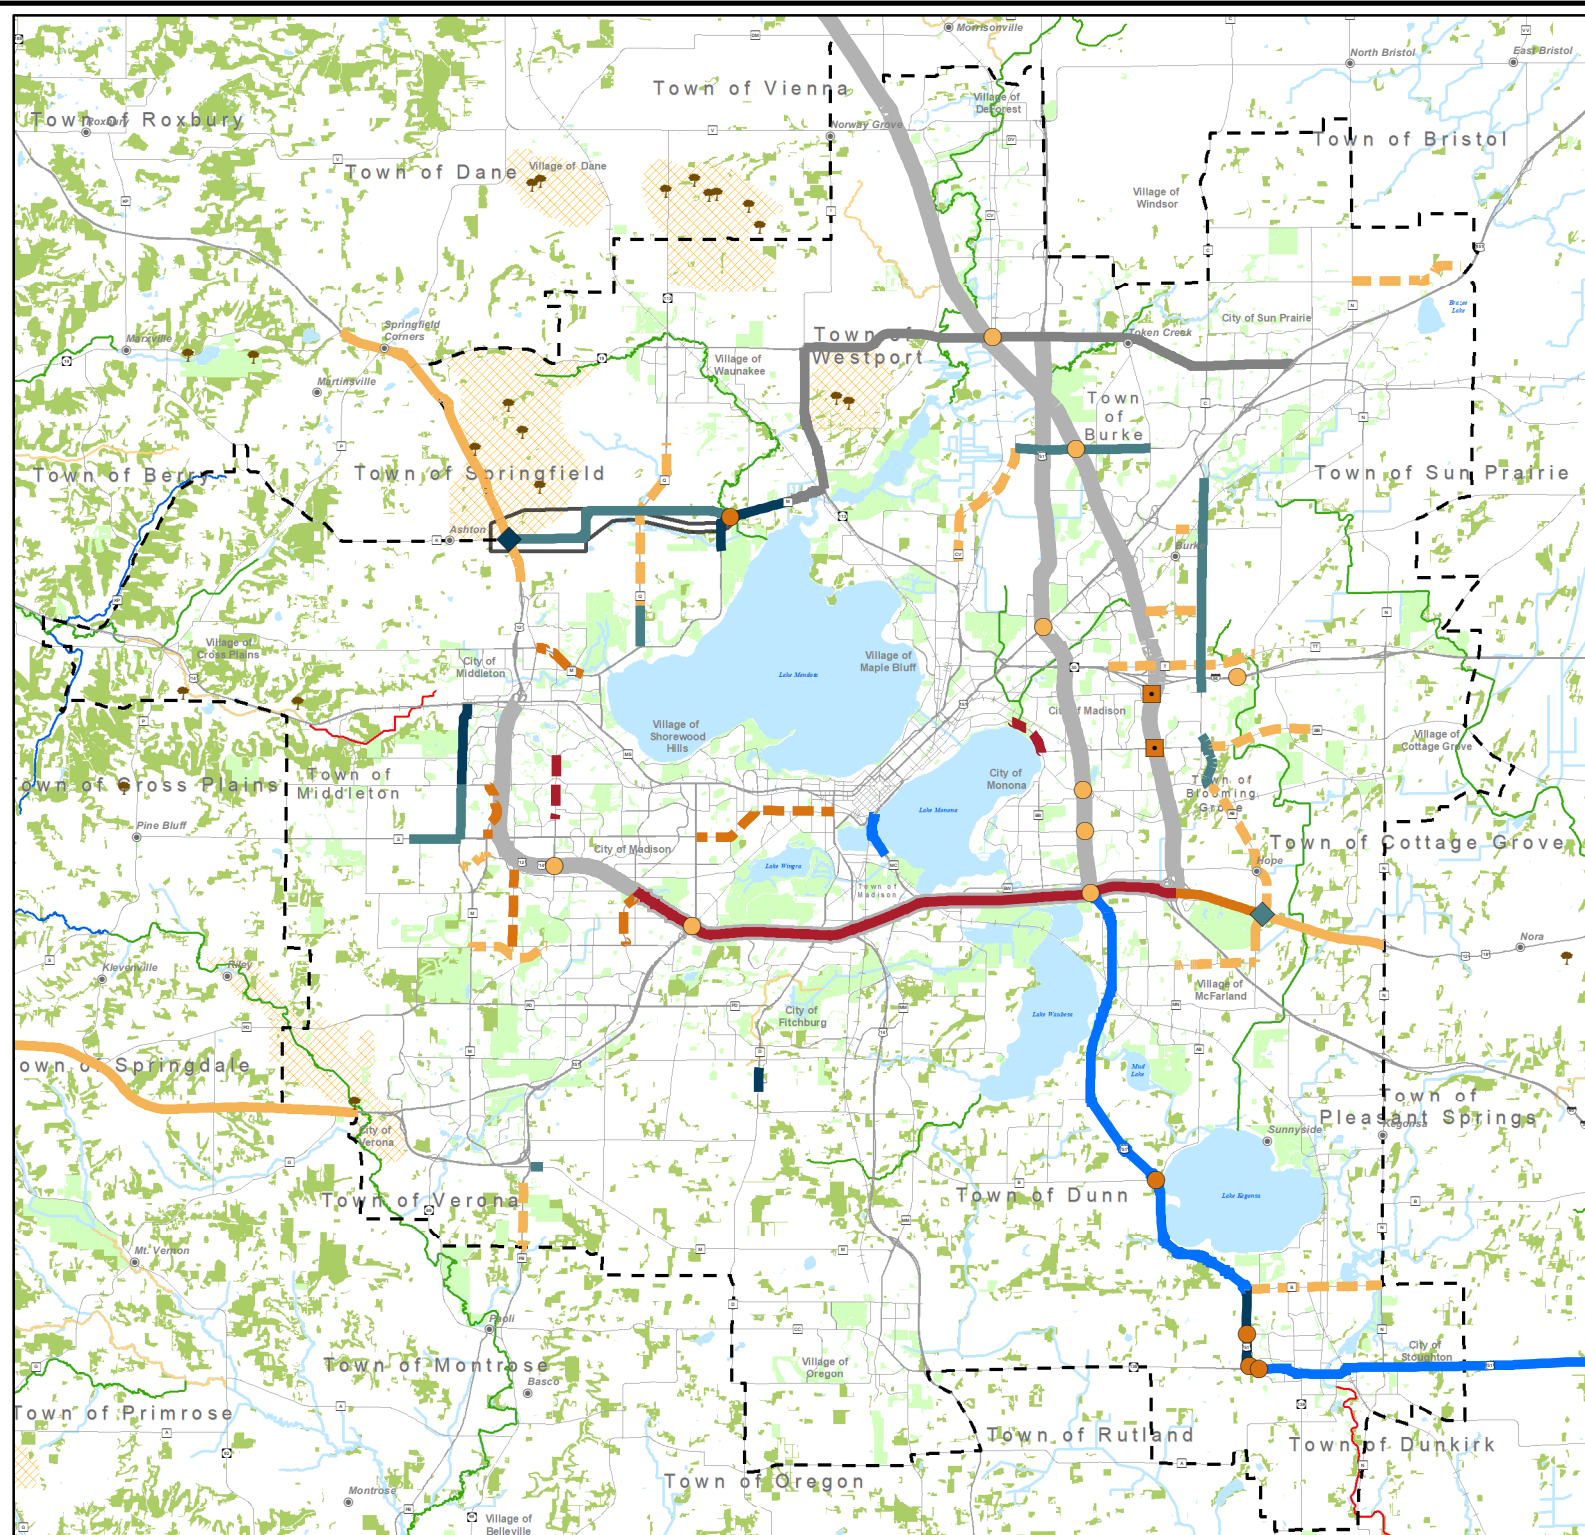 Morrisonville
North Bristol
East Bristol
Town of Vienna
Village of
DeForest
Town of Roxbury
Roxbury
Norway Grove
Town of Bristol
Town of Dane
Village of Dane
Village of
Windsor
Brazee
Lake
City of Sun Prairie
Springfield
Corners
Marxville
Town of
Westport
Token Creek
Village of
Waunakee
Martinsville
Town
of
Burke
Town of Berry
Town of Springfield
Town of Sun Prairie
Ashton
Burke
Village of
Cross Plains
City of
Middleton
Village of
Maple Bluff
Lake Mendota
City of Madison
Village of
Shorewood
Hills
Village of
Cottage Grove
Town of Cross Plains
Town of
Middleton
City of
Monona
Town of
Blooming
Grove
Lake Monona
Pine Bluff
City of Madison
Town of Cottage Grove
Hope
Lake Wingra
Town of
Madison
Nora
Klevenville
Riley
Village of
McFarland
City of
Fitchburg
Lake Waubesa
Town of Springdale
Mud
Lake
Town of
Pleasant Springs
Kegonsa
Sunnyside
City of
Verona
Town of Verona
Town of Dunn
Lake Kegonsa
Mt. Vernon
Paoli
Village of
Oregon
City of
Stoughton
Town of Montrose
Basco
Town of Primrose
Town of Rutland
Town of Dunkirk
Town of Oregon
Montrose
Village of
Belleville